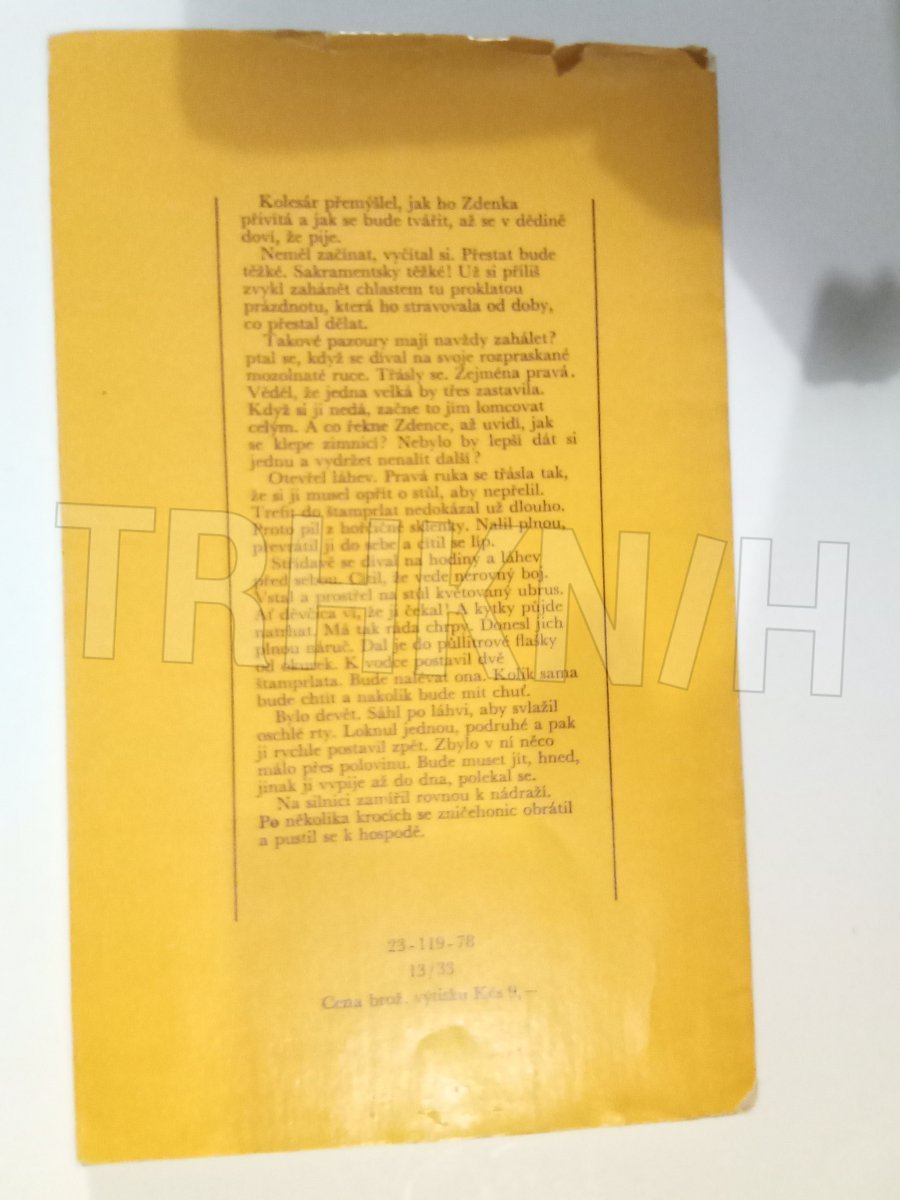 Kolesár přemýšlel, jak ho Zdenka
přivítá a jak se bude tvářit, až se v dědině
doví, že pije.
Neměl začínat, vyčítal si. Přestat bude
těžké. Sakramentsky těžké! Už si příliš
zvykl zahánět chlastem tu proklatou
prázdnotu, která ho stravovala od doby,
co přestal dělat.
Takové pazoury mají navždy zahálet?
ptal se, když se díval na svoje rozpraskané
mozolnaté ruce. Třásly se. Zejména pravá.
Věděl, že jedna velká by třes zastavila.
Když si ji nedá, začne to jím lomcovat
celým. A co řekne Zdence, až uvidí, jak
se klepe zimnicí? Nebylo by lepší dát si
jednu a vydržet nenalít další?
Otevřel láhev. Pravá ruka se třásla tak,
že si ji musel opřít o stůl, aby nepřelil.
Trefit do štamprlat nedokázal už dlouho.
Proto pil z hořčičné sklenky. Nalil plnou,
převrátil ji do sebe a cítil se líp.
Střídavě se díval na hodiny a láhev
před sebou. Cítil, že vede nerovný boj.
Vstal a prostřel na stůl květovaný ubrus.
Ať děvčica ví, že ji čekal! A kytky půjde
natrhat. Má tak ráda chrpy. Donesl jich
plnou náruč. Dal je do půllitrové flašky
od okurek. K vodce postavil dvě
štamprlata. Bude nalévat ona. Kolik sama
bude chtít a nakolik bude mít chuť.
Bylo devět. Sáhl po láhvi, aby svlažil
oschlé rty. Loknul jednou, podruhé a pak
ji rychle postavil zpět. Zbylo v ní něco
málo přes polovinu. Bude muset jít, hned,
jinak ji vypije až do dna, polekal se.
Na silnici zamířil rovnou k nádraží.
Po několika krocích se zničehonic obrátil
a pustil se k hospodě.
23-119-78
13/33
Cena brož. výtisku Kčs 9,—